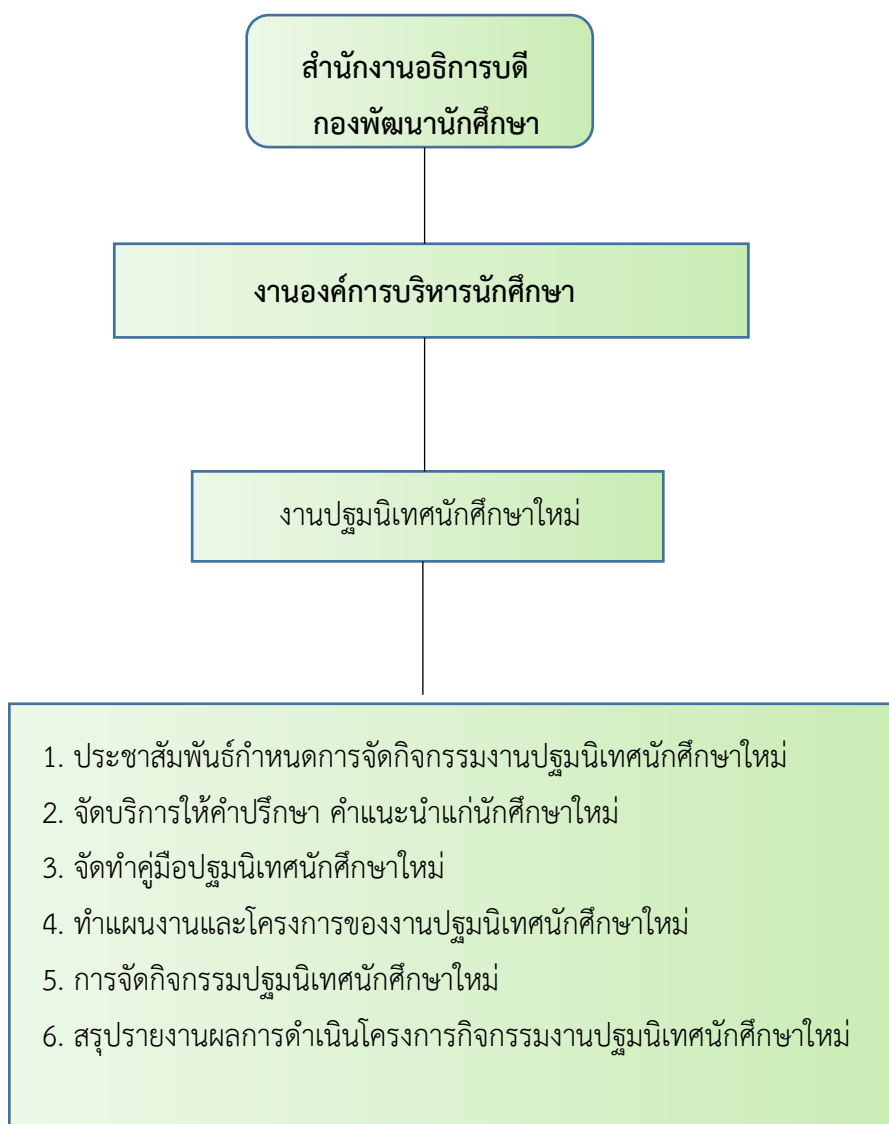 สำนักงานอธิการบดี
กองพัฒนานักศึกษา
งานองค์การบริหารนักศึกษา
งานปฐมนิเทศนักศึกษาใหม่
1. ประชาสัมพันธ์กำหนดการจัดกิจกรรมงานปฐมนิเทศนักศึกษาใหม่
2. จัดบริการให้คำปรึกษา คำแนะนำแก่นักศึกษาใหม่
3. จัดทำคู่มือปฐมนิเทศนักศึกษาใหม่
4. ทำแผนงานและโครงการของงานปฐมนิเทศนักศึกษาใหม่
5. การจัดกิจกรรมปฐมนิเทศนักศึกษาใหม่
6. สรุปรายงานผลการดำเนินโครงการกิจกรรมงานปฐมนิเทศนักศึกษาใหม่